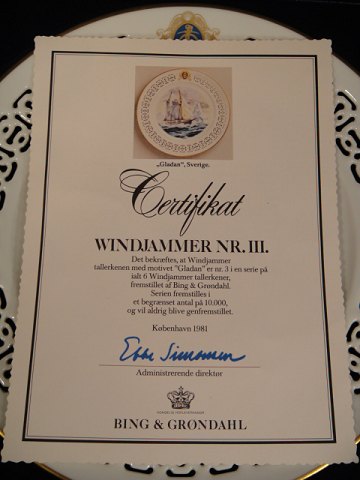 "Gladan", Sverige.
Certifikat
WINDJAMMER NR. III.
Det bekræftes, at Windjammer
tallerkenen med motivet "Gladan" er nr. 3 i en serie på
ialt 6 Windjammer tallerkener,
fremstillet af Bing & Grøndahl.
Serien fremstilles i
et begrænset antal på 10.000,
og vil aldrig blive genfremstillet.
København 1981
Ebbe Simonsen
Administrerende direktør
BING & GRØNDAHL